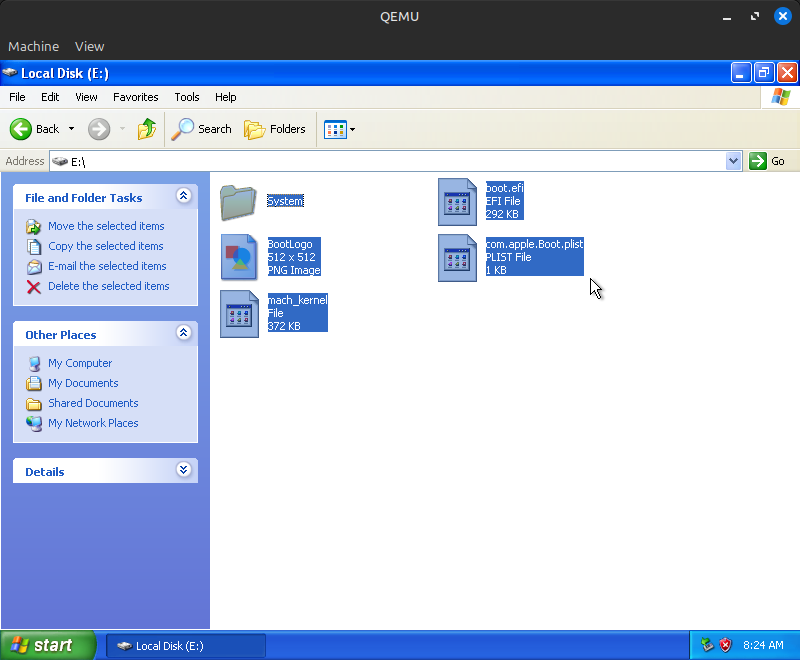 QEMU
Machine View
Local Disk (E:)
File Edit View Favorites Tools Help
Back Search Folders
Address E:\ Go
File and Folder Tasks
Move the selected items
Copy the selected items
E-mail the selected items
Delete the selected items
Other Places
My Computer
My Documents
Shared Documents
My Network Places
Details
System
boot.efi
EFI File
292 KB
BootLogo
512 x 512
PNG Image
com.apple.Boot.plist
PLIST File
1 KB
mach_kernel
File
372 KB
start Local Disk (E:) 8:24 AM